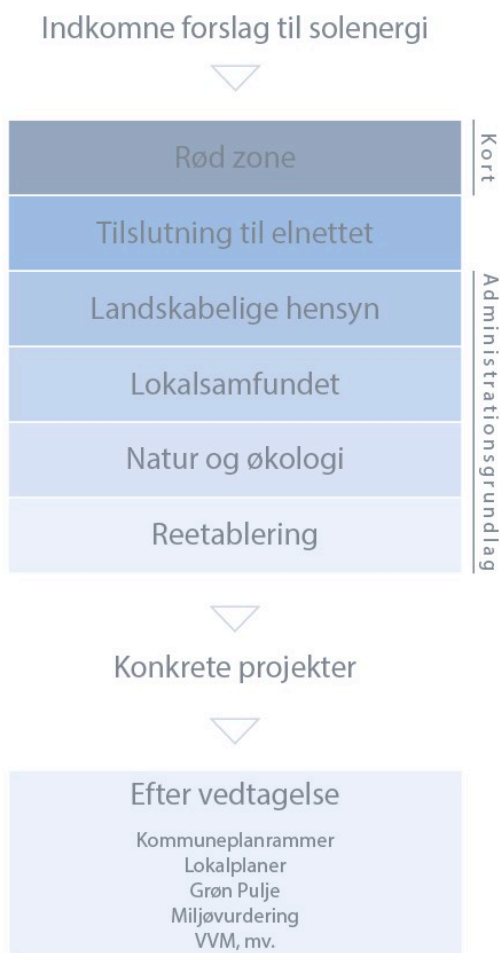 Indkomne forslag til solenergi
Rød zone
Kort
Tilslutning til elnettet
Landskabelige hensyn
Lokalsamfundet
Natur og økologi
Reetablering
Administrationsgrundlag
Konkrete projekter
Efter vedtagelse
Kommuneplanrammer
Lokalplaner
Grøn Pulje
Miljøvurdering
VVM, mv.